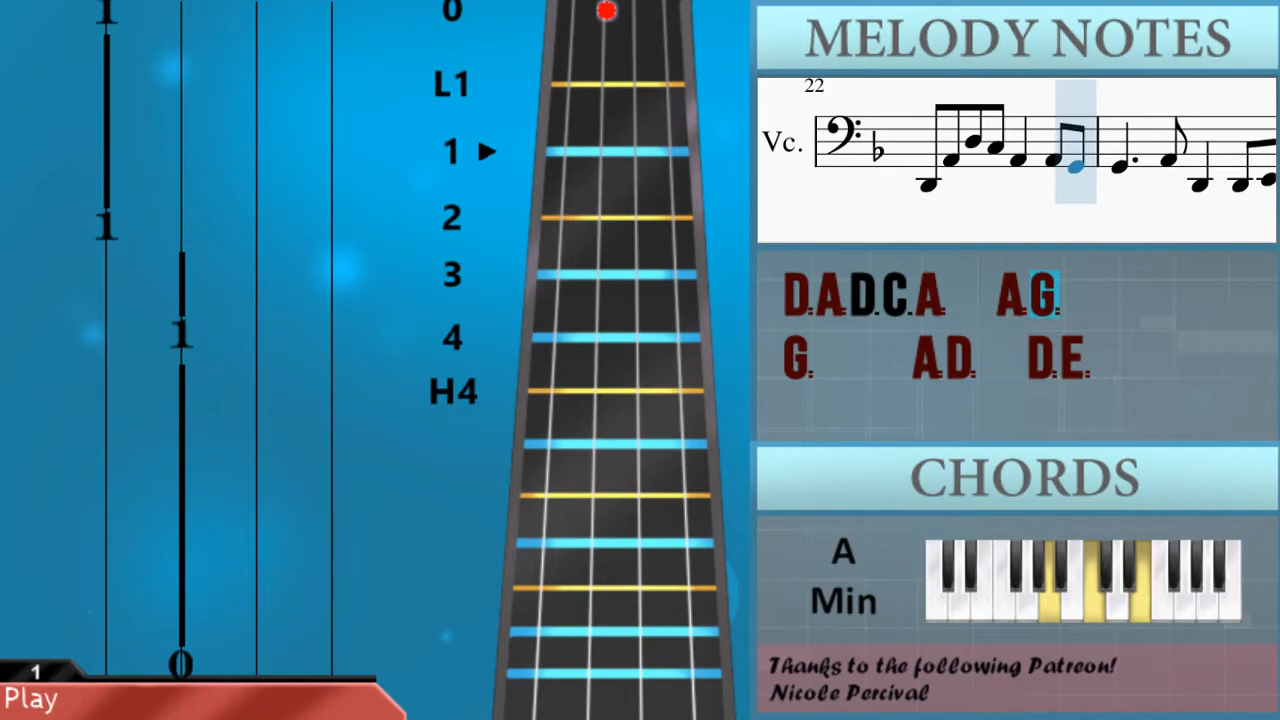 1
1
1
0
1
Play
0
L1
1
2
3
4
H4
MELODY NOTES
22
Vc.
D.A.D.C.A. A.G.
G. A.D. D.E.
CHORDS
A
Min
Thanks to the following Patreon!
Nicole Percival